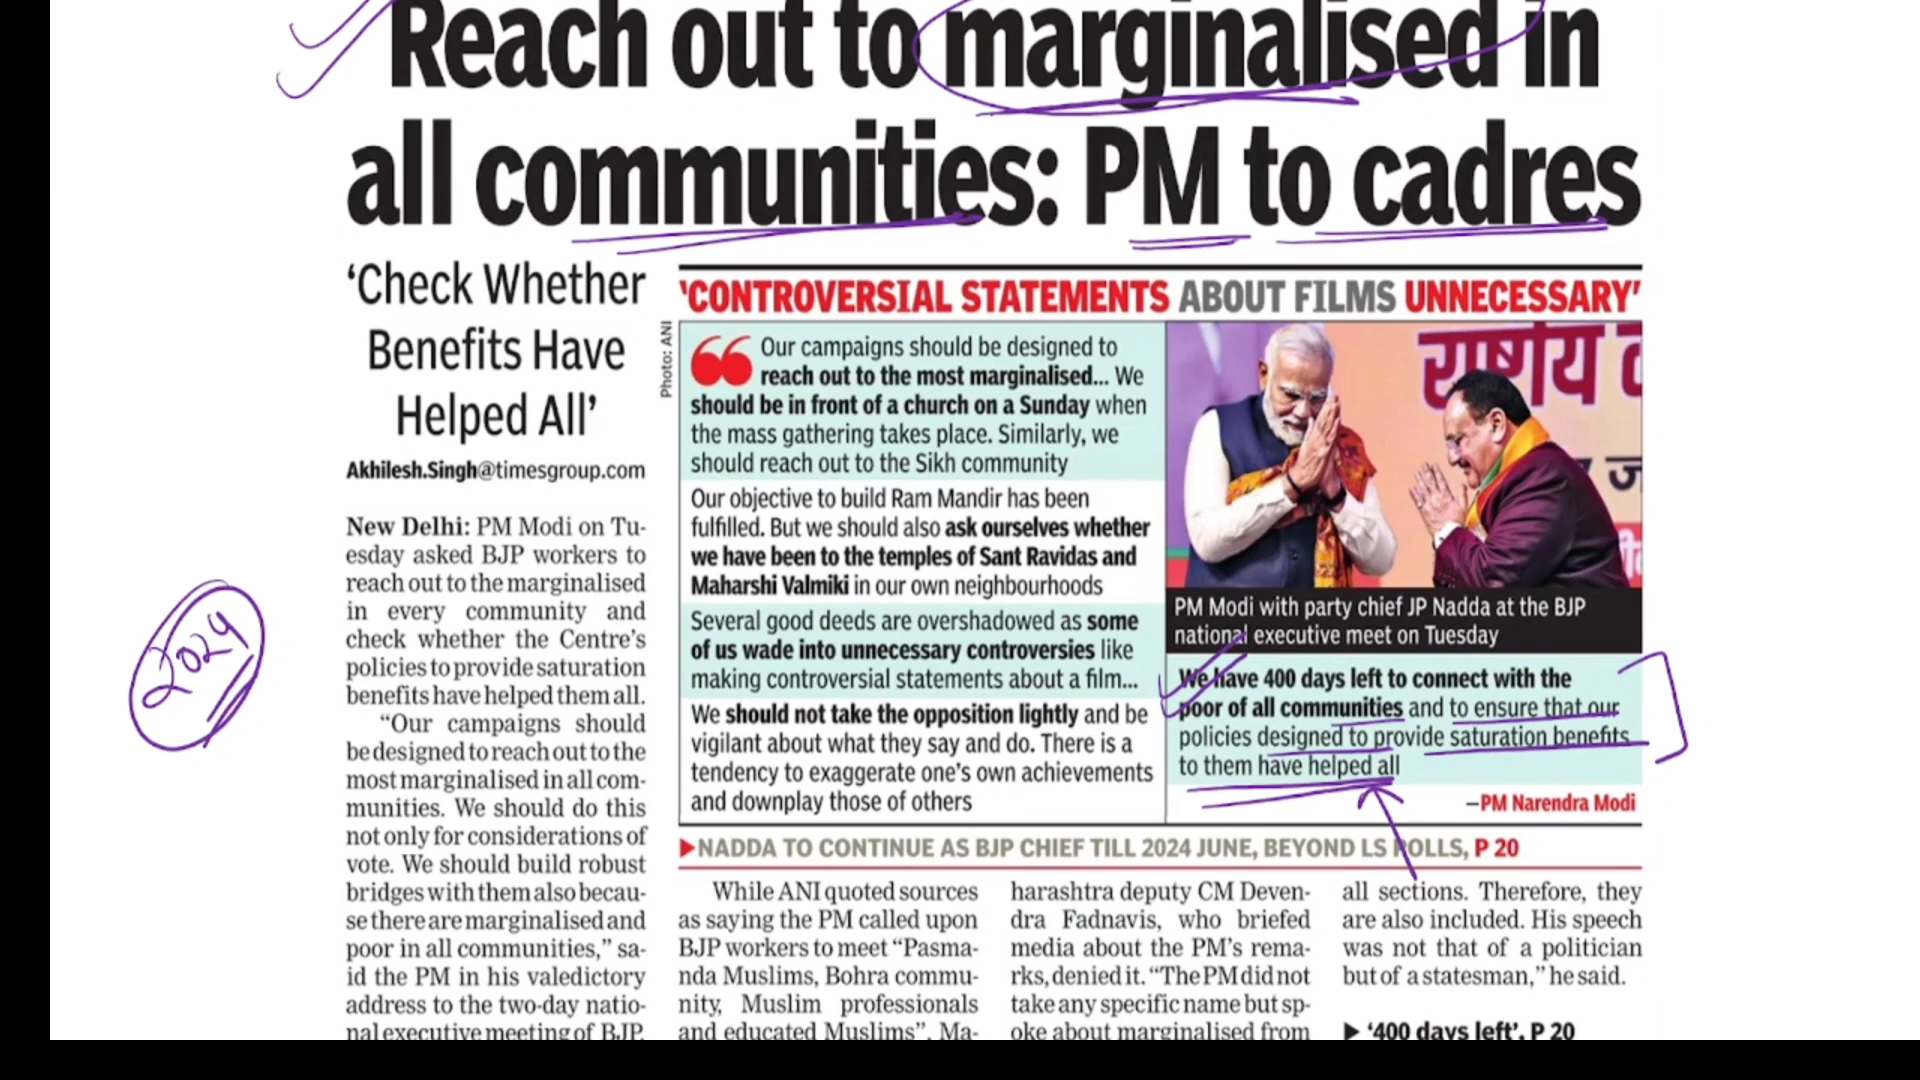 Reach out to marginalised in
all communities: PM to cadres
‘Check Whether
Benefits Have
Helped All’
Akhilesh.Singh@timesgroup.com
New Delhi: PM Modi on Tu-
esday asked BJP workers to
reach out to the marginalised
in every community and
check whether the Centre’s
policies to provide saturation
benefits have helped them all.
“Our campaigns should
be designed to reach out to the
most marginalised in all com-
munities. We should do this
not only for considerations of
vote. We should build robust
bridges with them also becau-
se there are marginalised and
poor in all communities,” sa-
id the PM in his valedictory
address to the two-day natio-
nal executive meeting of BJP.
2024
‘CONTROVERSIAL STATEMENTS ABOUT FILMS UNNECESSARY’
Photo: ANI
“Our campaigns should be designed to
reach out to the most marginalised... We
should be in front of a church on a Sunday when
the mass gathering takes place. Similarly, we
should reach out to the Sikh community
Our objective to build Ram Mandir has been
fulfilled. But we should also ask ourselves whether
we have been to the temples of Sant Ravidas and
Maharshi Valmiki in our own neighbourhoods
Several good deeds are overshadowed as some
of us wade into unnecessary controversies like
making controversial statements about a film...
We should not take the opposition lightly and be
vigilant about what they say and do. There is a
tendency to exaggerate one’s own achievements
and downplay those of others
राष्ट्रीय
PM Modi with party chief JP Nadda at the BJP
national executive meet on Tuesday
We have 400 days left to connect with the
poor of all communities and to ensure that our
policies designed to provide saturation benefits
to them have helped all
—PM Narendra Modi
▶NADDA TO CONTINUE AS BJP CHIEF TILL 2024 JUNE, BEYOND LS POLLS, P 20
While ANI quoted sources
as saying the PM called upon
BJP workers to meet “Pasma-
nda Muslims, Bohra commu-
nity, Muslim professionals
and educated Muslims”, Ma-
harashtra deputy CM Deven-
dra Fadnavis, who briefed
media about the PM’s rema-
rks, denied it. “The PM did not
take any specific name but sp-
oke about marginalised from
all sections. Therefore, they
are also included. His speech
was not that of a politician
but of a statesman,” he said.
▶ ‘400 days left’, P 20